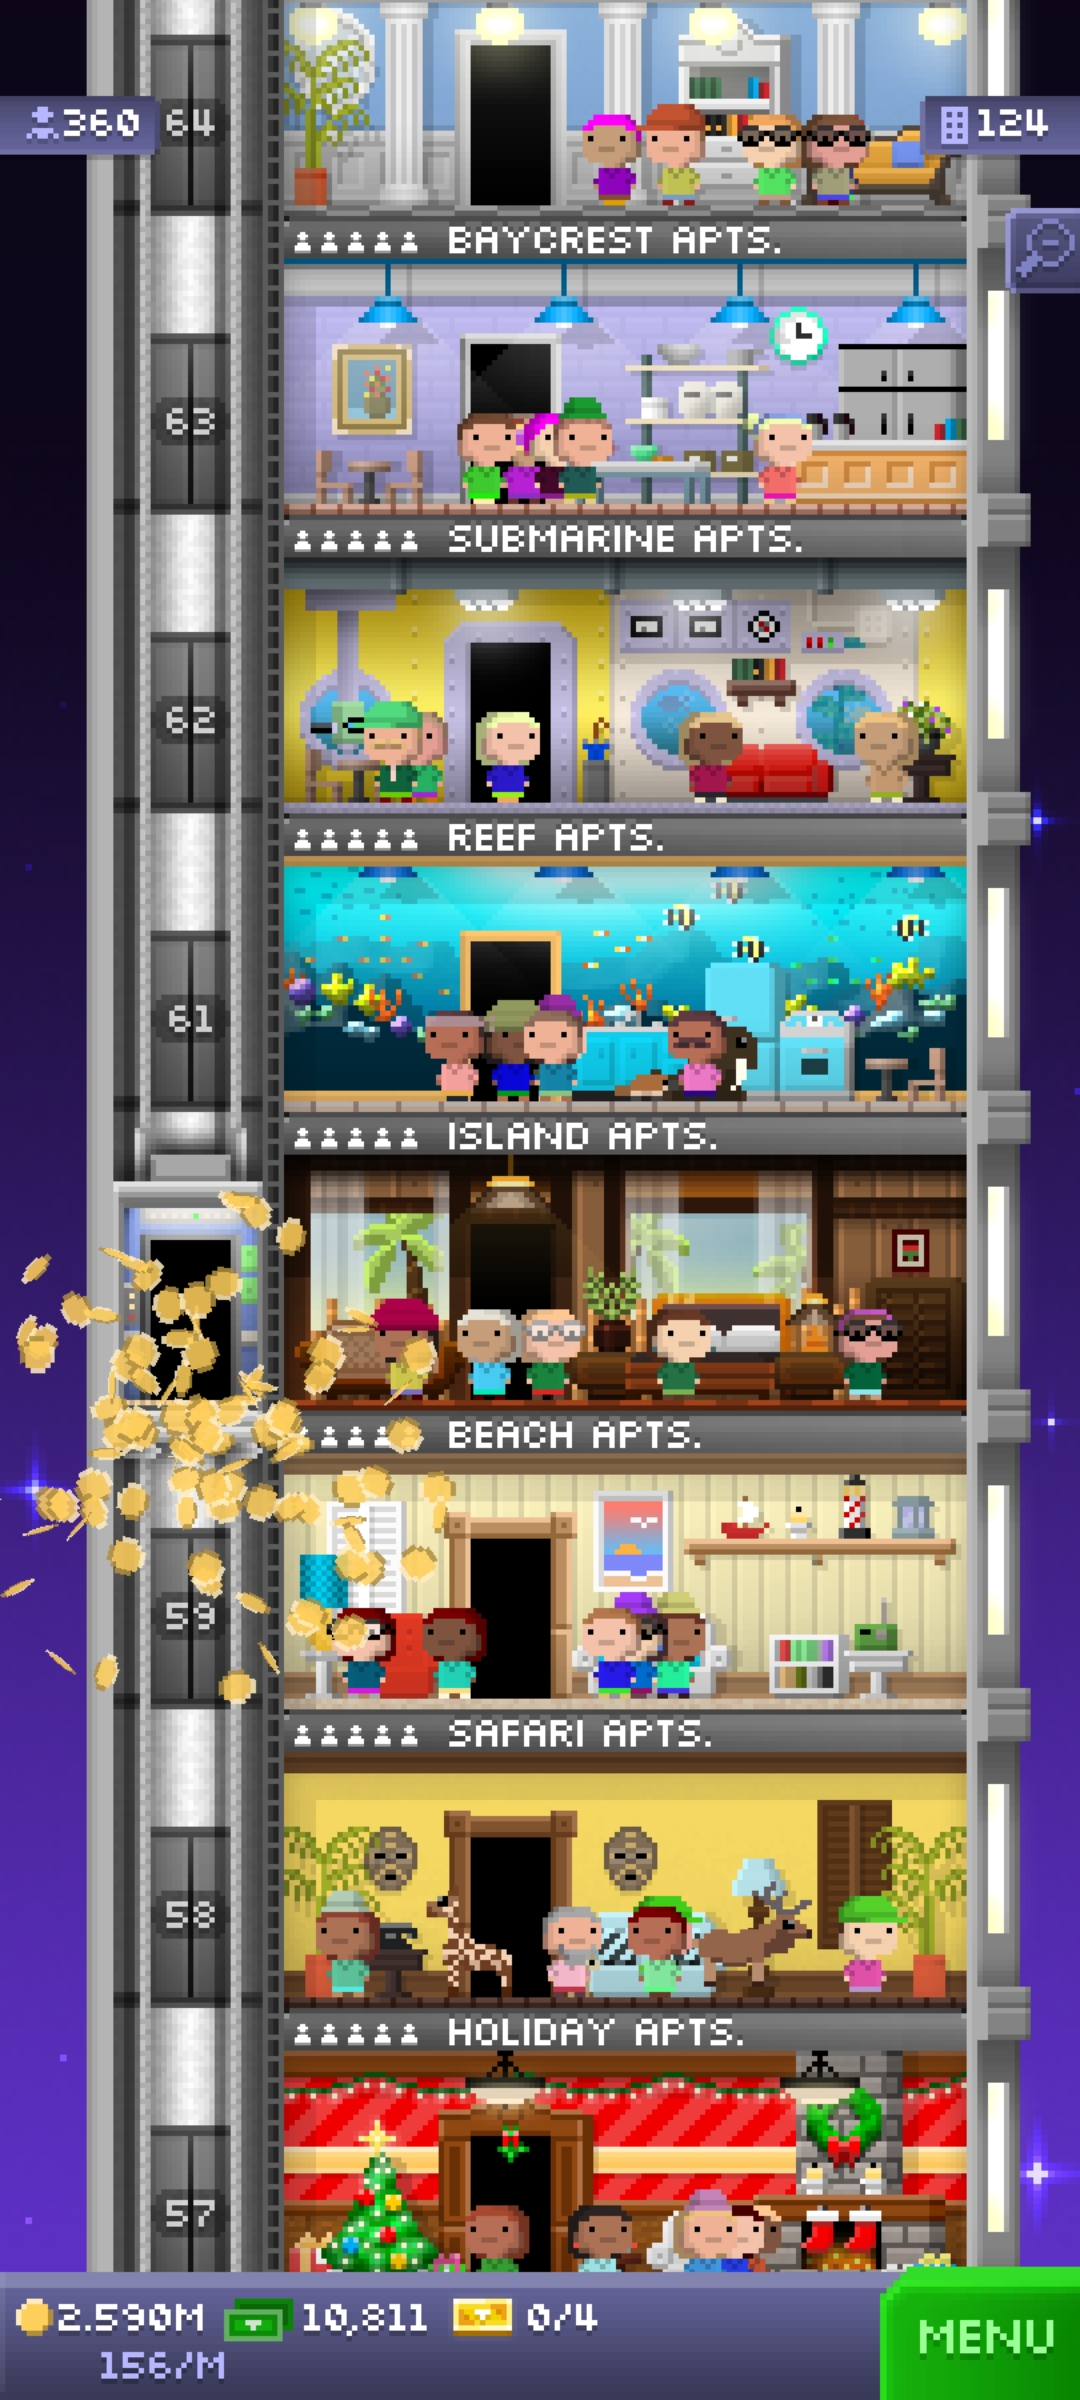 64
360
124
BAYCREST APTS.
63
SUBMARINE APTS.
62
REEF APTS.
61
ISLAND APTS.
BEACH APTS.
59
SAFARI APTS.
58
HOLIDAY APTS.
57
2.590M 10,811 0/4
156/M
MENU